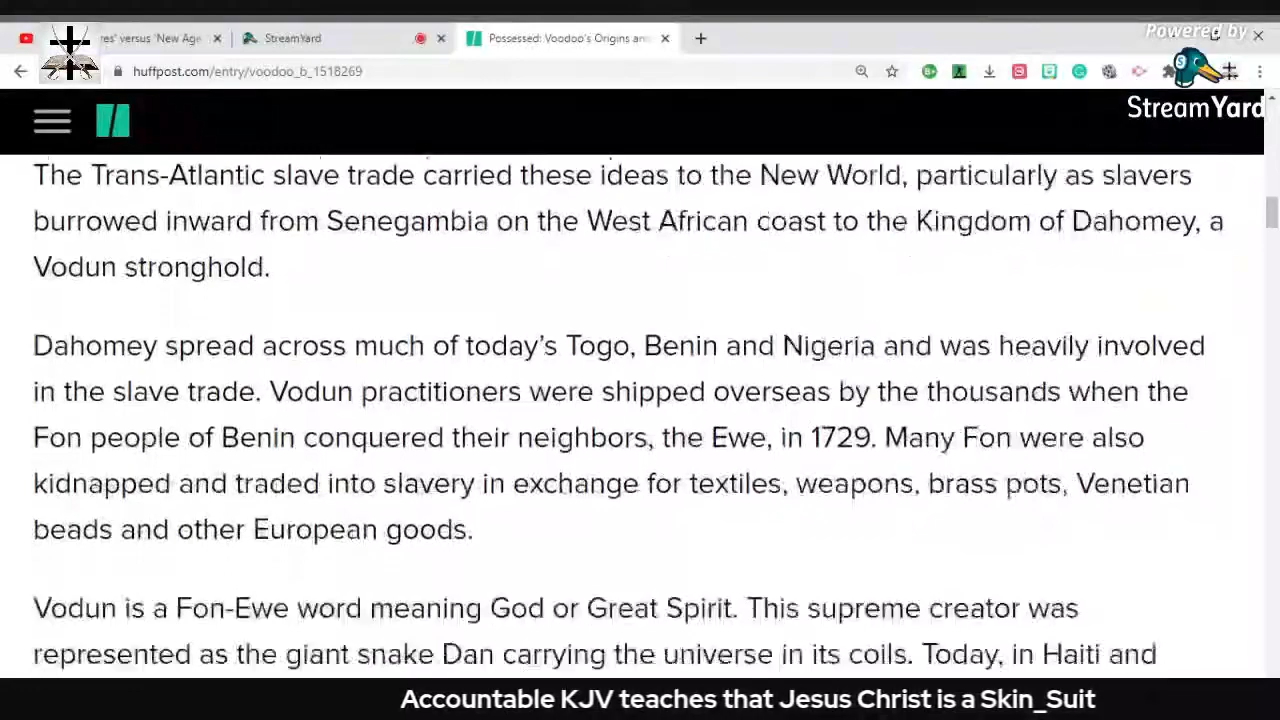 Powered by
res' versus 'New Age
StreamYard
Possessed: Voodoo's Origins an
huffpost.com/entry/voodoo_b_1518269
StreamYard
The Trans-Atlantic slave trade carried these ideas to the New World, particularly as slavers
burrowed inward from Senegambia on the West African coast to the Kingdom of Dahomey, a
Vodun stronghold.
Dahomey spread across much of today's Togo, Benin and Nigeria and was heavily involved
in the slave trade. Vodun practitioners were shipped overseas by the thousands when the
Fon people of Benin conquered their neighbors, the Ewe, in 1729. Many Fon were also
kidnapped and traded into slavery in exchange for textiles, weapons, brass pots, Venetian
beads and other European goods.
Vodun is a Fon-Ewe word meaning God or Great Spirit. This supreme creator was
represented as the giant snake Dan carrying the universe in its coils. Today, in Haiti and
Accountable KJV teaches that Jesus Christ is a Skin_Suit